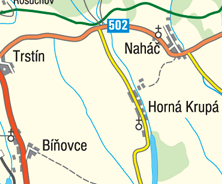 502
Naháč
Trstín
Horná Krupá
Bíňovce